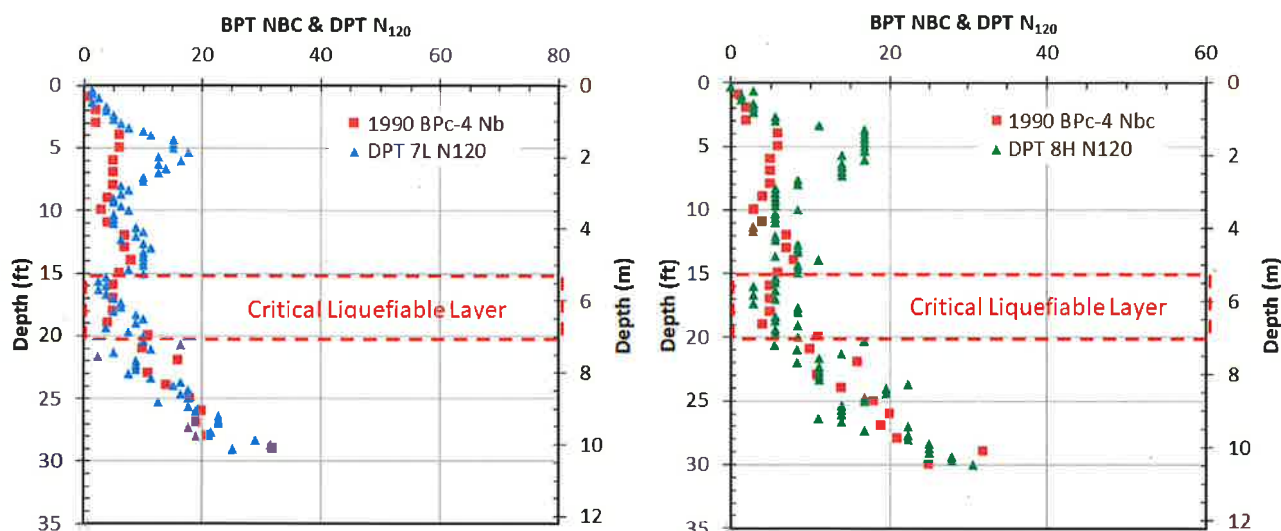 BPT NBC & DPT N120
0 20 40 60 80
0
5
10
15
20
25
30
35
Depth (ft)
1990 BPc-4 Nb
DPT 7L N120
Critical Liquefiable Layer
0
2
4
6
8
10
12
Depth (m)
BPT NBC & DPT N120
0 20 40 60
0
5
10
15
20
25
30
35
Depth (ft)
1990 BPc-4 Nbc
DPT 8H N120
Critical Liquefiable Layer
0
2
4
6
8
10
12
Depth (m)